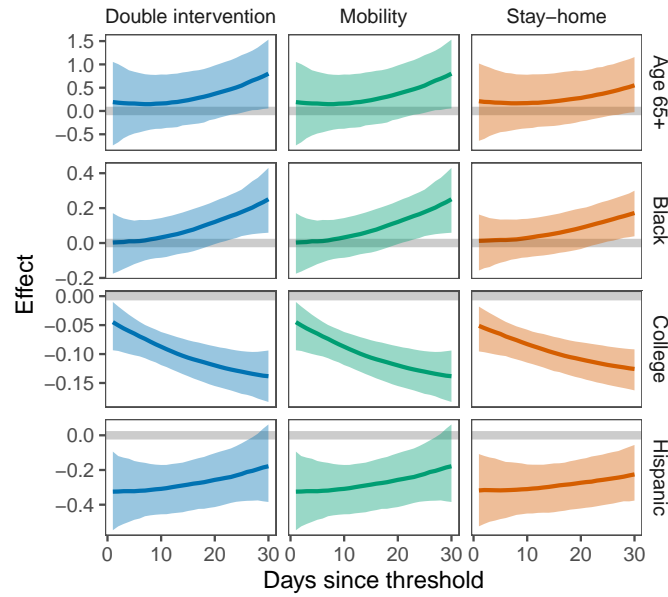 Double intervention Mobility Stay−home
1.5
1.0
0.5
0.0
−0.5
Age 65+
0.4
0.2
0.0
−0.2
Black
0.00
−0.05
−0.10
−0.15
College
0.0
−0.2
−0.4
Hispanic
Effect
0 10 20 30 0 10 20 30 0 10 20 30
Days since threshold